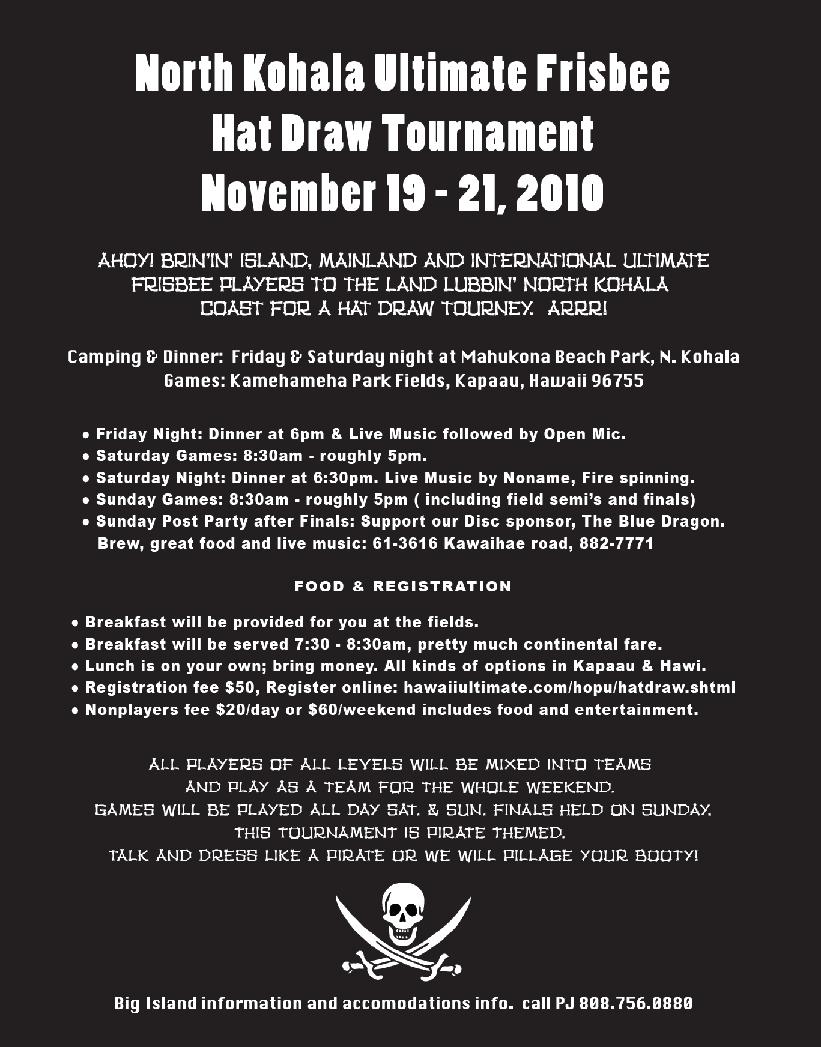 North Kohala Ultimate Frisbee
Hat Draw Tournament
November 19 - 21, 2010
AHOY! BRIN'IN' ISLAND, MAINLAND AND INTERNATIONAL ULTIMATE
FRISBEE PLAYERS TO THE LAND LUBBIN' NORTH KOHALA
COAST FOR A HAT DRAW TOURNEY. ARRR!
Camping & Dinner: Friday & Saturday night at Mahukona Beach Park, N. Kohala
Games: Kamehameha Park Fields, Kapaau, Hawaii 96755
• Friday Night: Dinner at 6pm & Live Music followed by Open Mic.
• Saturday Games: 8:30am - roughly 5pm.
• Saturday Night: Dinner at 6:30pm. Live Music by Noname, Fire spinning.
• Sunday Games: 8:30am - roughly 5pm ( including field semi's and finals)
• Sunday Post Party after Finals: Support our Disc sponsor, The Blue Dragon.
Brew, great food and live music: 61-3616 Kawaihae road, 882-7771
FOOD & REGISTRATION
• Breakfast will be provided for you at the fields.
• Breakfast will be served 7:30 - 8:30am, pretty much continental fare.
• Lunch is on your own; bring money. All kinds of options in Kapaau & Hawi.
• Registration fee $50, Register online: hawaiiultimate.com/hopu/hatdraw.shtml
• Nonplayers fee $20/day or $60/weekend includes food and entertainment.
ALL PLAYERS OF ALL LEVELS WILL BE MIXED INTO TEAMS
AND PLAY AS A TEAM FOR THE WHOLE WEEKEND.
GAMES WILL BE PLAYED ALL DAY SAT. & SUN. FINALS HELD ON SUNDAY.
THIS TOURNAMENT IS PIRATE THEMED.
TALK AND DRESS LIKE A PIRATE OR WE WILL PILLAGE YOUR BOOTY!
Big Island information and accomodations info. call PJ 808.756.0880